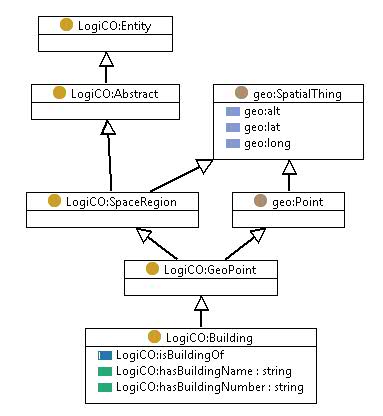 LogiCO:Entity
LogiCO:Abstract
geo:SpatialThing
geo:alt
geo:lat
geo:long
LogiCO:SpaceRegion
geo:Point
LogiCO:GeoPoint
LogiCO:Building
LogiCO:isBuildingOf
LogiCO:hasBuildingName : string
LogiCO:hasBuildingNumber : string